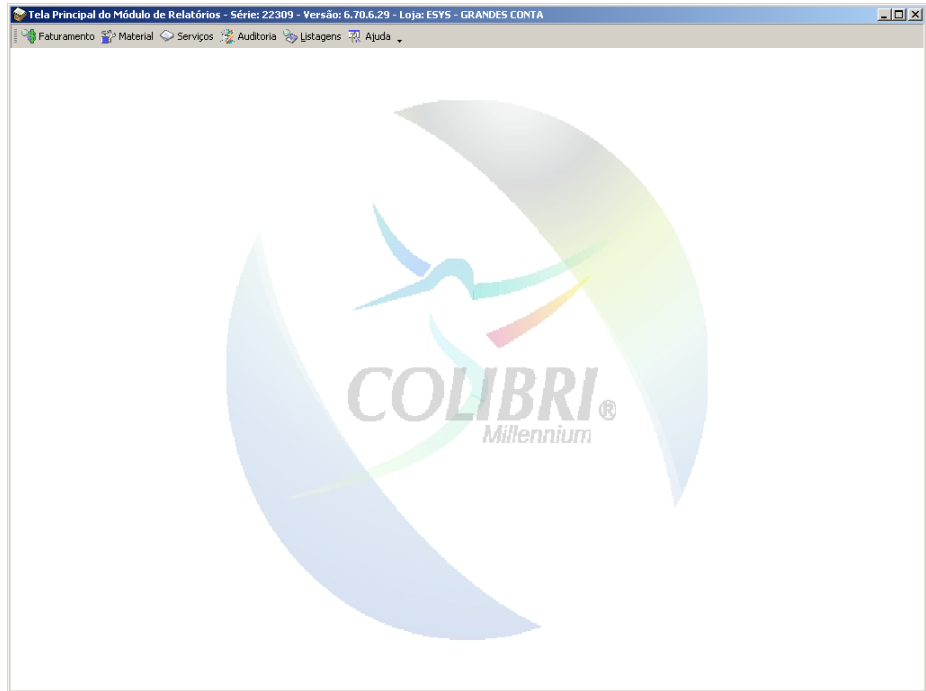 Tela Principal do Módulo de Relatórios - Série: 22309 - Versão: 6.70.6.29 - Loja: ESYS - GRANDES CONTA
Faturamento Material Serviços Auditoria Listagens Ajuda
COLIBRI ®
Millennium